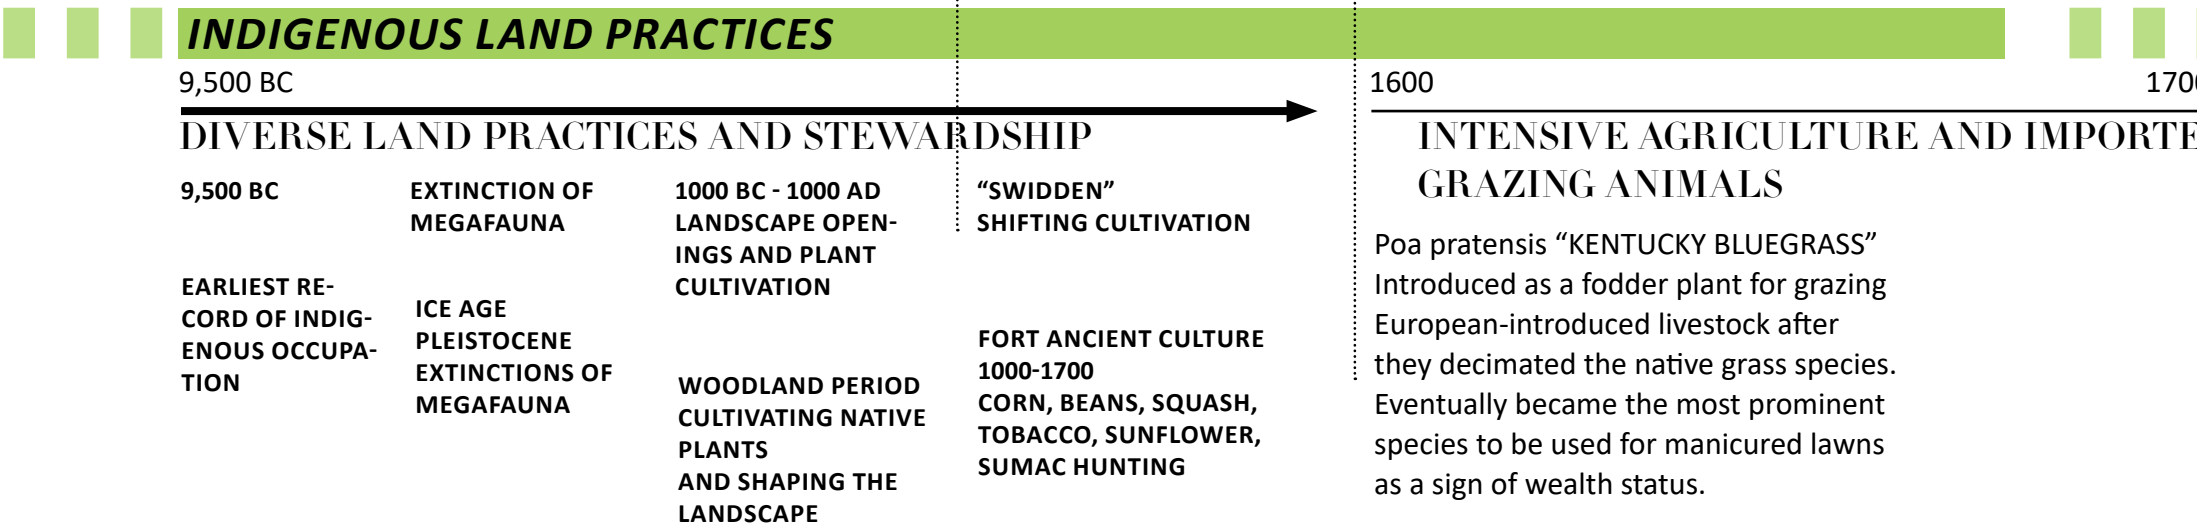 INDIGENOUS LAND PRACTICES
9,500 BC
1600
DIVERSE LAND PRACTICES AND STEWARDSHIP
9,500 BC
EARLIEST RE-
CORD OF INDIG-
ENOUS OCCUPA-
TION
EXTINCTION OF
MEGAFAUNA
ICE AGE
PLEISTOCENE
EXTINCTIONS OF
MEGAFAUNA
1000 BC - 1000 AD
LANDSCAPE OPEN-
INGS AND PLANT
CULTIVATION
WOODLAND PERIOD
CULTIVATING NATIVE
PLANTS
AND SHAPING THE
LANDSCAPE
“SWIDDEN”
SHIFTING CULTIVATION
FORT ANCIENT CULTURE
1000-1700
CORN, BEANS, SQUASH,
TOBACCO, SUNFLOWER,
SUMAC HUNTING
INTENSIVE AGRICULTURE AND
GRAZING ANIMALS
Poa pratensis “KENTUCKY BLUEGRASS”
Introduced as a fodder plant for grazing
European-introduced livestock after
they decimated the native grass species.
Eventually became the most prominent
species to be used for manicured lawns
as a sign of wealth status.